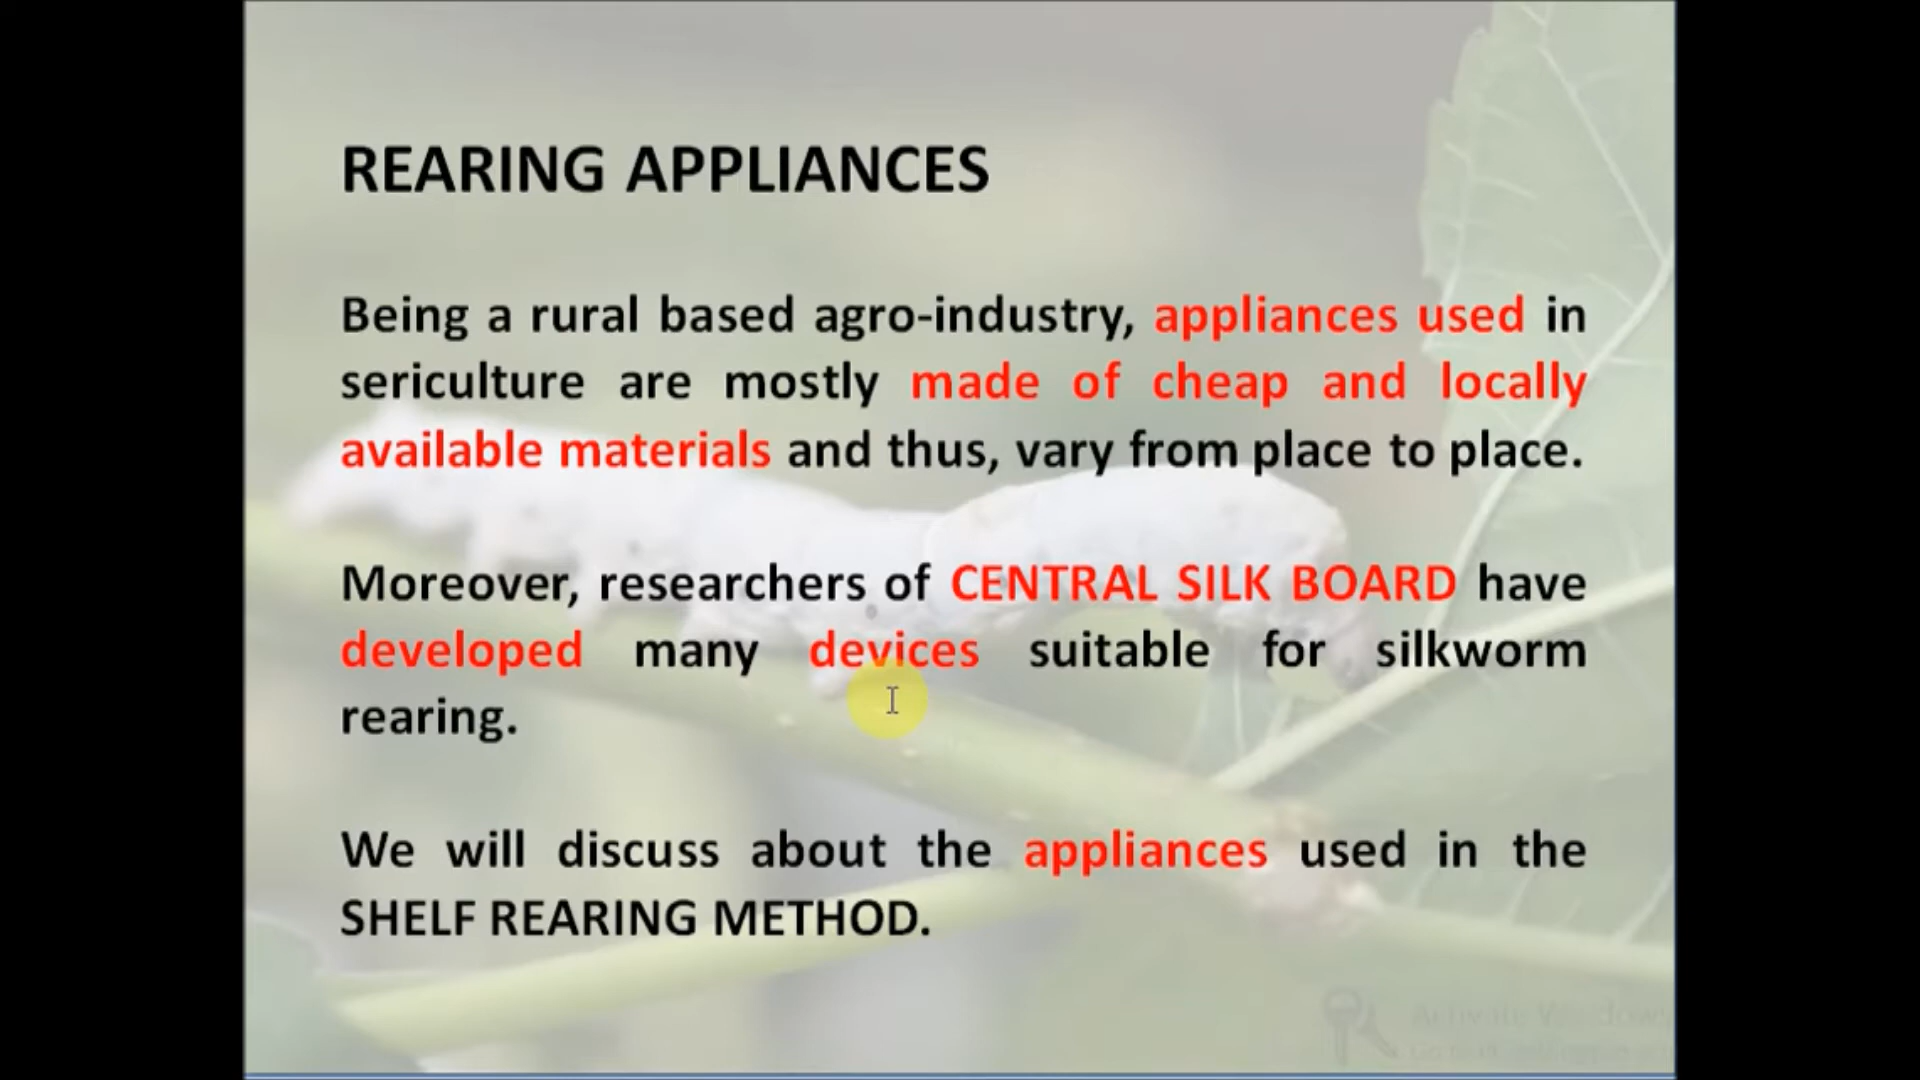 REARING APPLIANCES
Being a rural based agro-industry, appliances used in
sericulture are mostly made of cheap and locally
available materials and thus, vary from place to place.
Moreover, researchers of CENTRAL SILK BOARD have
developed many devices suitable for silkworm
rearing.
We will discuss about the appliances used in the
SHELF REARING METHOD.
Activate Windows